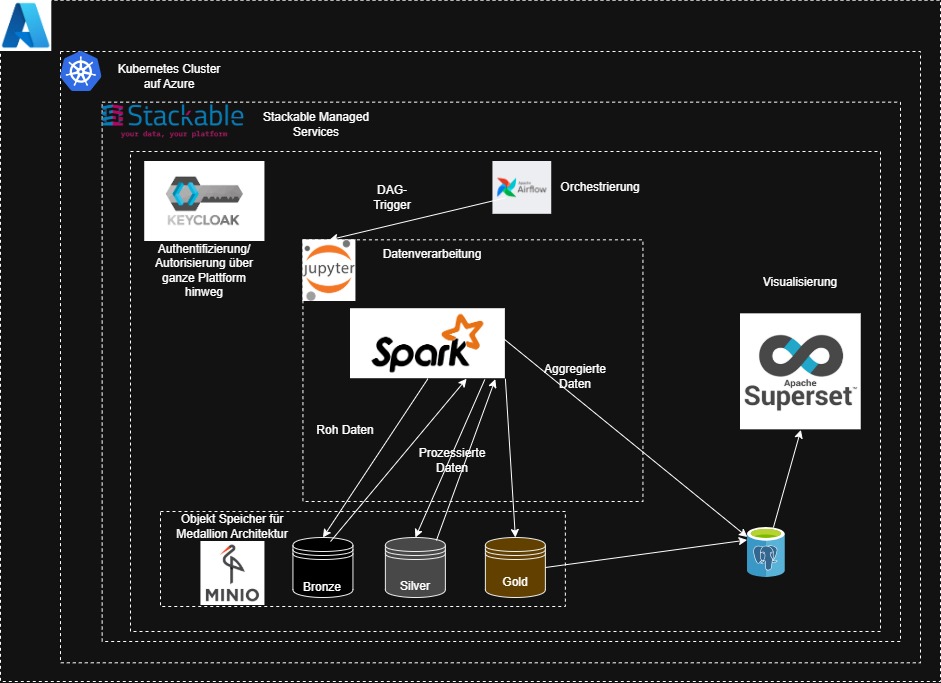 Kubernetes Cluster
auf Azure
Stackable
your data, your platform
Stackable Managed
Services
KEYCLOAK
Authentifizierung/
Autorisierung über
ganze Plattform
hinweg
DAG-
Trigger
Apache
Airflow
Orchestrierung
jupyter
Datenverarbeitung
Visualisierung
Spark
Apache
Superset™
Aggregierte
Daten
Roh Daten
Prozessierte
Daten
Objekt Speicher für
Medallion Architektur
MINIO
Bronze
Silver
Gold